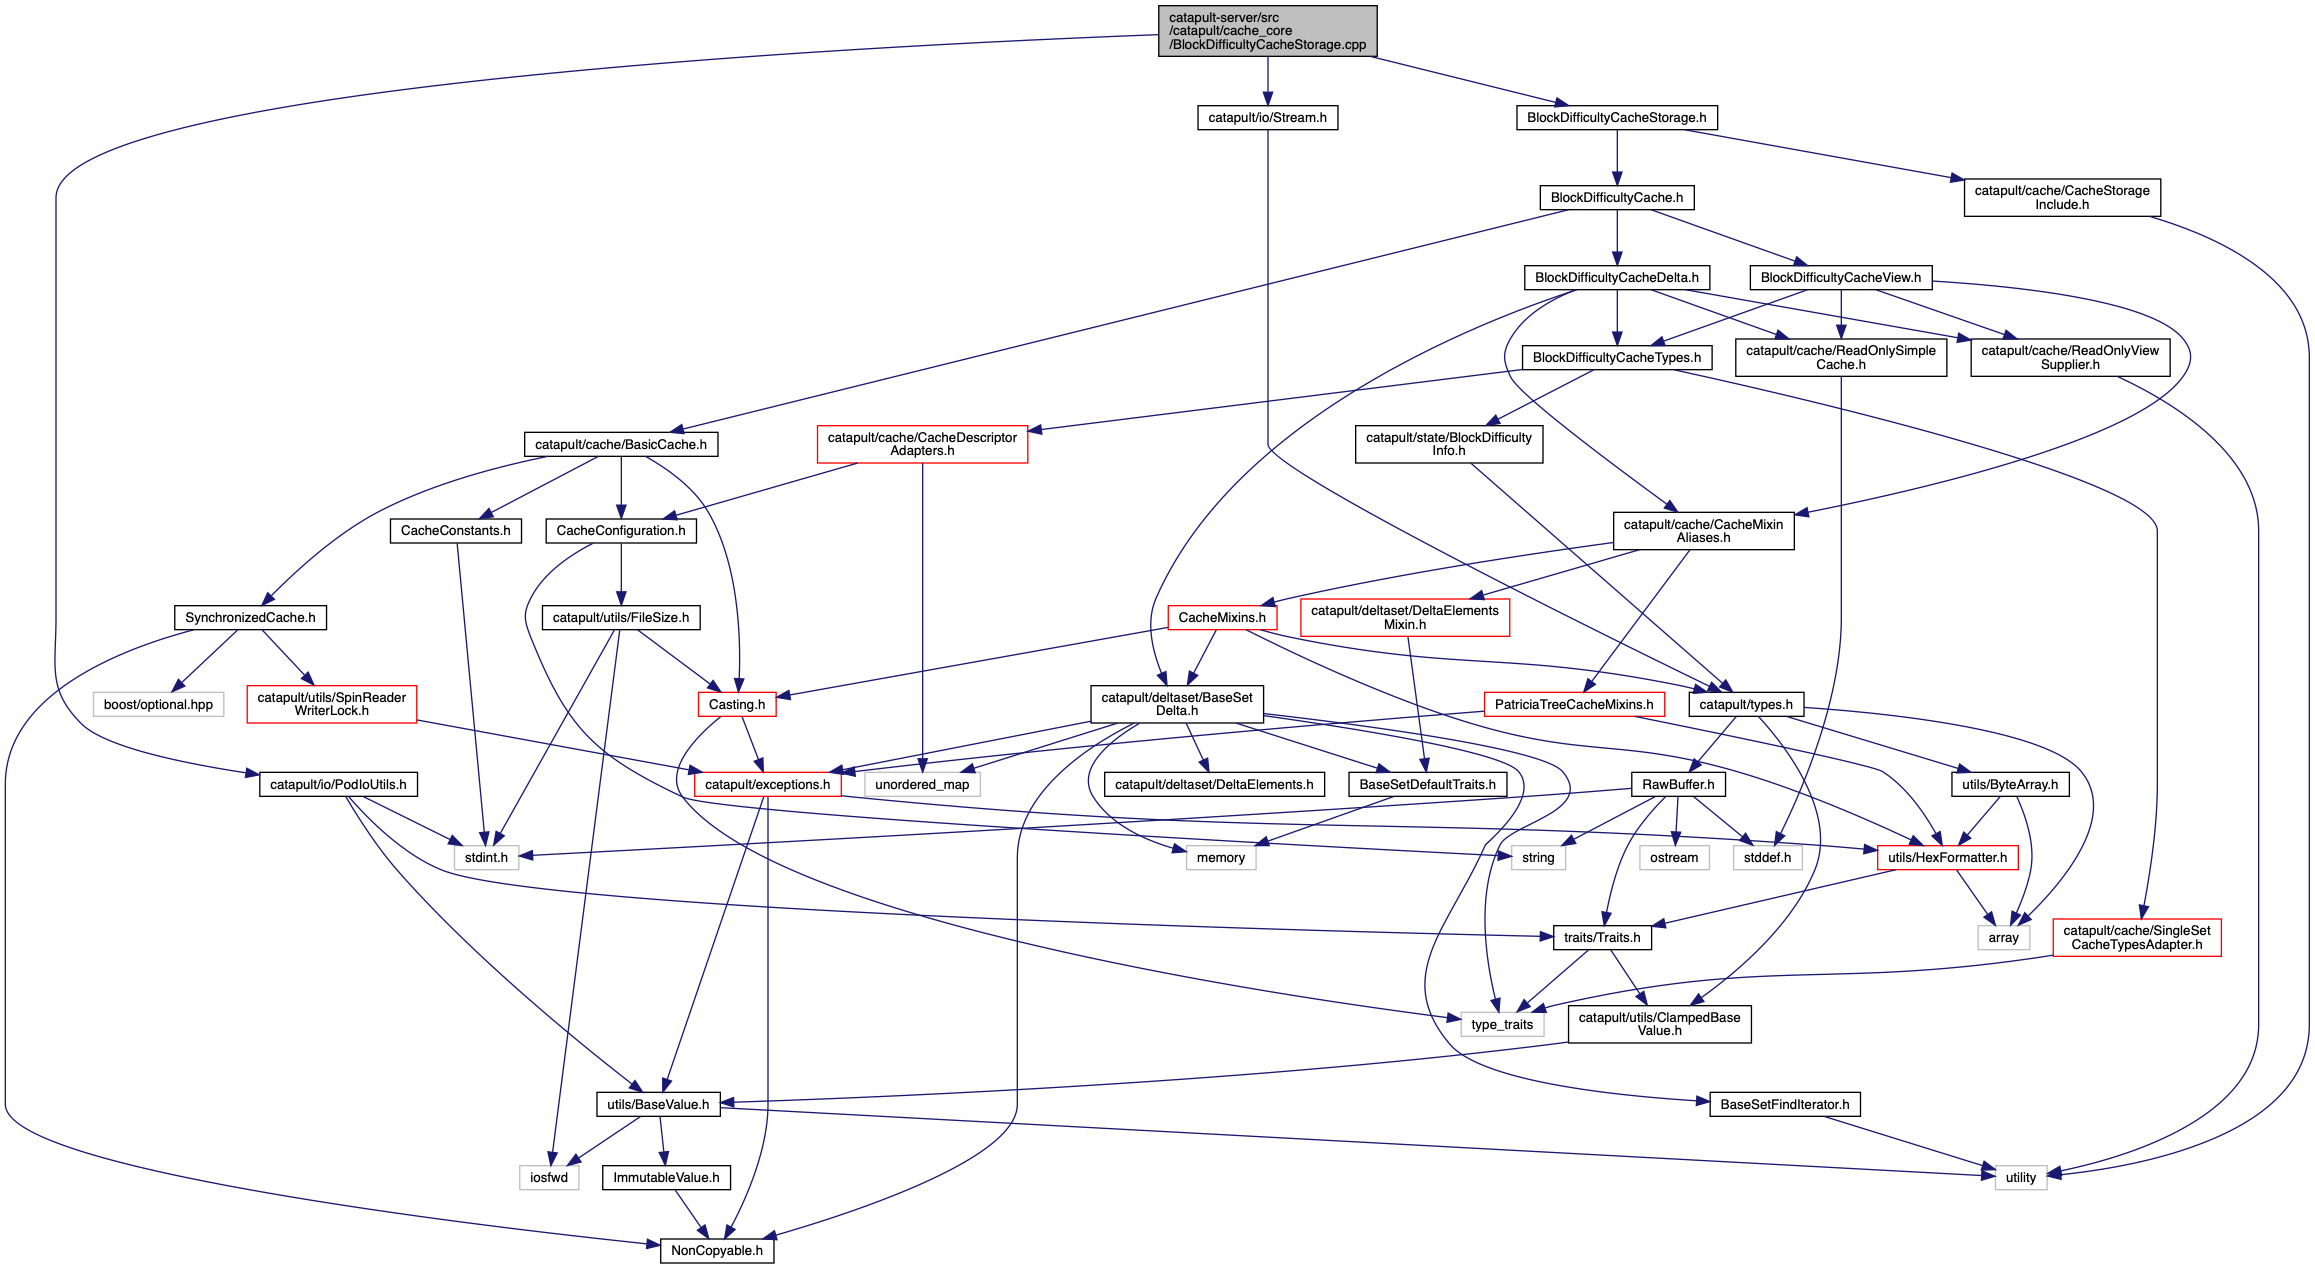 catapult-server/src
/catapult/cache_core
/BlockDifficultyCacheStorage.cpp
catapult/io/Stream.h
BlockDifficultyCacheStorage.h
BlockDifficultyCache.h
catapult/cache/CacheStorage
Include.h
BlockDifficultyCacheDelta.h
BlockDifficultyCacheView.h
BlockDifficultyCacheTypes.h
catapult/cache/ReadOnlySimple
Cache.h
catapult/cache/ReadOnlyView
Supplier.h
catapult/cache/BasicCache.h
catapult/cache/CacheDescriptor
Adapters.h
catapult/state/BlockDifficulty
Info.h
CacheConstants.h
CacheConfiguration.h
catapult/cache/CacheMixin
Aliases.h
SynchronizedCache.h
catapult/utils/FileSize.h
CacheMixins.h
catapult/deltaset/DeltaElements
Mixin.h
boost/optional.hpp
catapult/utils/SpinReader
WriterLock.h
Casting.h
catapult/deltaset/BaseSet
Delta.h
PatriciaTreeCacheMixins.h
catapult/types.h
catapult/io/PodIoUtils.h
catapult/exceptions.h
unordered_map
catapult/deltaset/DeltaElements.h
BaseSetDefaultTraits.h
RawBuffer.h
utils/ByteArray.h
stdint.h
memory
string
ostream
stddef.h
utils/HexFormatter.h
traits/Traits.h
array
catapult/cache/SingleSet
CacheTypesAdapter.h
type_traits
catapult/utils/ClampedBase
Value.h
utils/BaseValue.h
BaseSetFindIterator.h
iosfwd
ImmutableValue.h
utility
NonCopyable.h